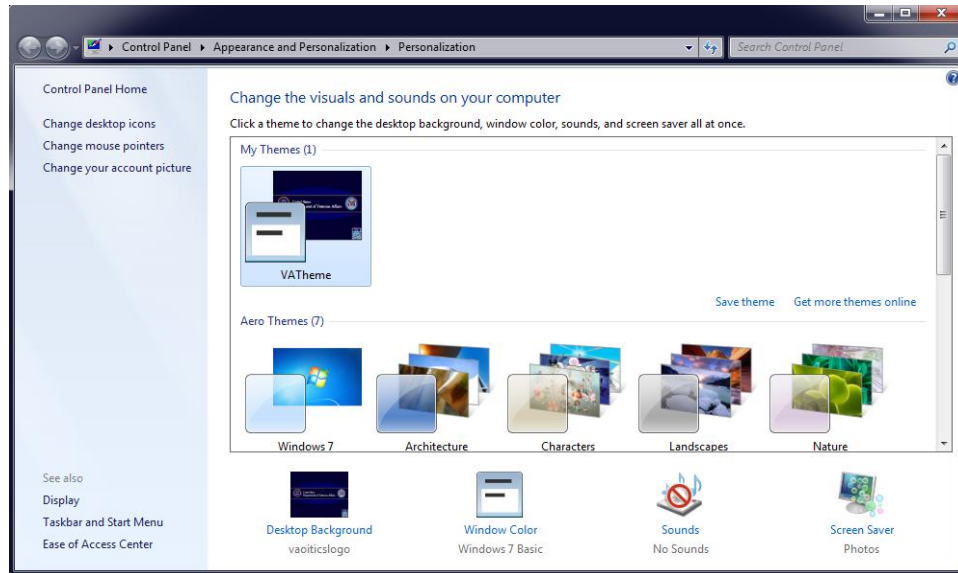 Control Panel ▸ Appearance and Personalization ▸ Personalization
Search Control Panel
Control Panel Home
Change desktop icons
Change mouse pointers
Change your account picture
Change the visuals and sounds on your computer
Click a theme to change the desktop background, window color, sounds, and screen saver all at once.
My Themes (1)
VATheme
Save theme Get more themes online
Aero Themes (7)
Windows 7 Architecture Characters Landscapes Nature
See also
Display
Taskbar and Start Menu
Ease of Access Center
Desktop Background Window Color Sounds Screen Saver
vaoiticslogo Windows 7 Basic No Sounds Photos